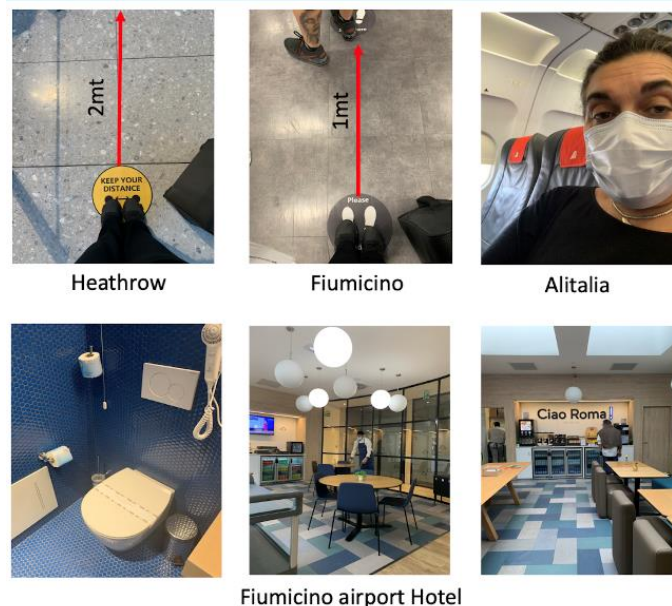 2mt
KEEP YOUR
DISTANCE
Heathrow
1mt
Please
Fiumicino
Alitalia
Ciao Roma
Fiumicino airport Hotel